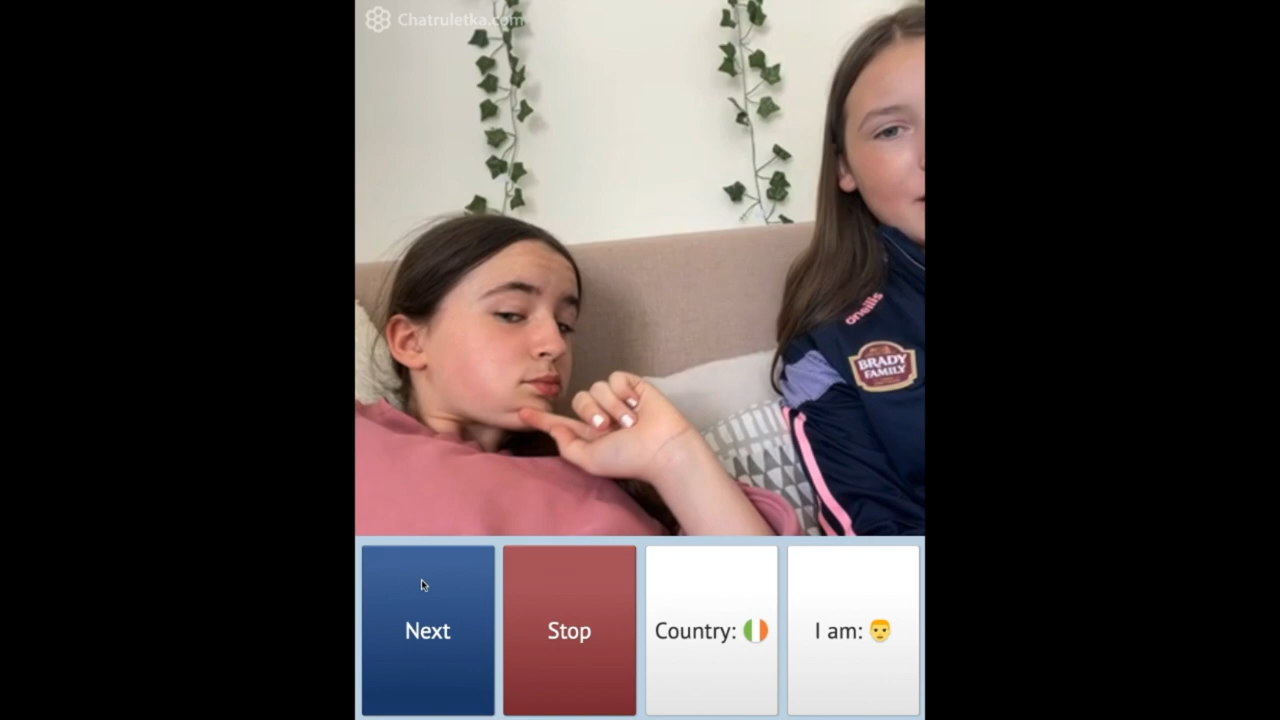 Chatruletka.com
oneills
BRADY
FAMILY
Next
Stop
Country:
I am: